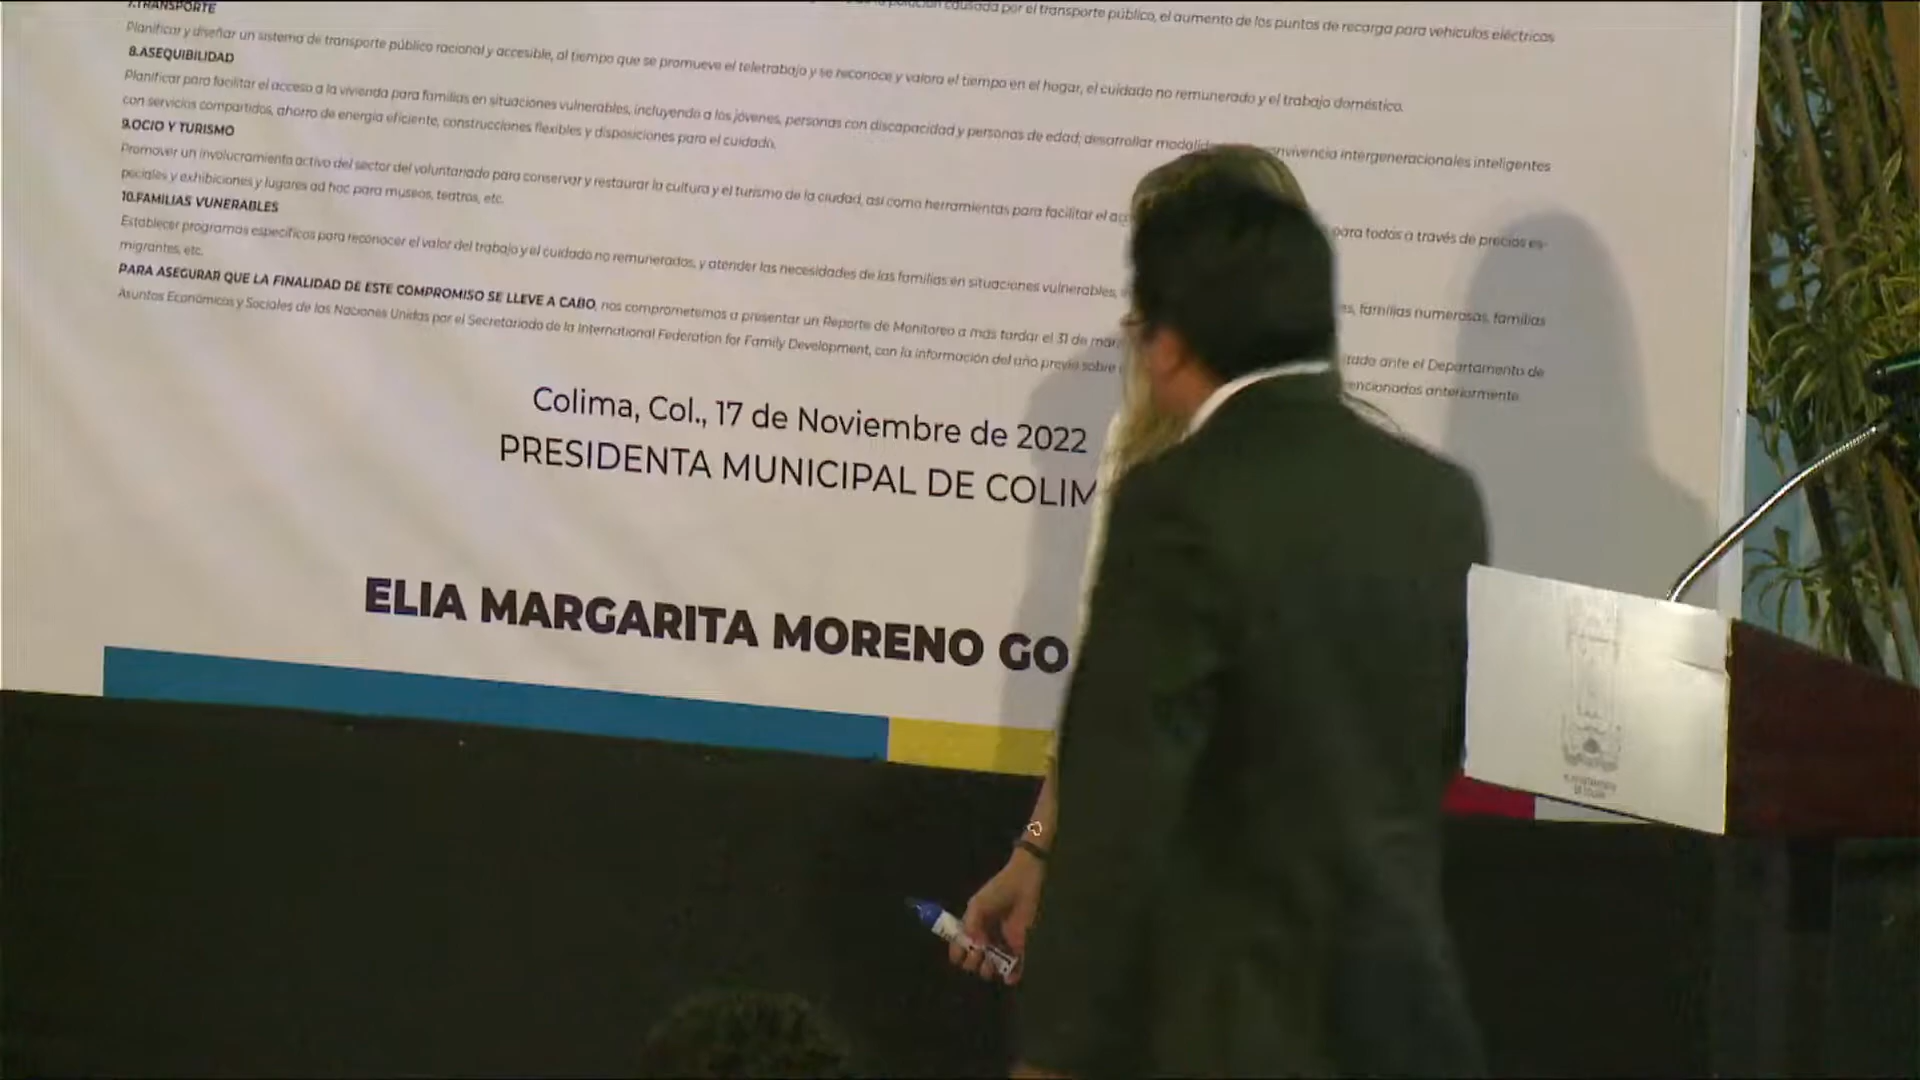 7.TRANSPORTE
causada por el transporte público, el aumento de los puntos de recarga para vehículos eléctricos
Planificar y diseñar un sistema de transporte público racional y accesible, al tiempo que se promueve el teletrabajo y se reconoce y valora el tiempo en el hogar, el cuidado no remunerado y el trabajo doméstico.
8.ASEQUIBILIDAD
Planificar para facilitar el acceso a la vivienda para familias en situaciones vulnerables, incluyendo a los jóvenes, personas con discapacidad y personas de edad; desarrollar intergeneracionales inteligentes
con servicios compartidos, ahorro de energía eficiente, construcciones flexibles y disposiciones para el cuidado.
9.OCIO Y TURISMO
Promover un involucramiento activo del sector del voluntariado para conservar y restaurar la cultura y el turismo de la ciudad, así como herramientas para facilitar el para todos a través de precios es-
peciales y exhibiciones y lugares ad hoc para museos, teatros, etc.
10.FAMILIAS VUNERABLES
Establecer programas específicos para reconocer el valor del trabajo y el cuidado no remunerados, y atender las necesidades de las familias en situaciones vulnerables, familias numerosas, familias
migrantes, etc.
PARA ASEGURAR QUE LA FINALIDAD DE ESTE COMPROMISO SE LLEVE A CABO, nos comprometemos a presentar un Reporte de Monitoreo a más tardar el 31 de ante el Departamento de
Asuntos Económicos y Sociales de las Naciones Unidas por el Secretariado de la International Federation for Family Development, con la información del año previo sobre anteriormente.
Colima, Col., 17 de Noviembre de 2022
PRESIDENTA MUNICIPAL DE COLIM
ELIA MARGARITA MORENO GO